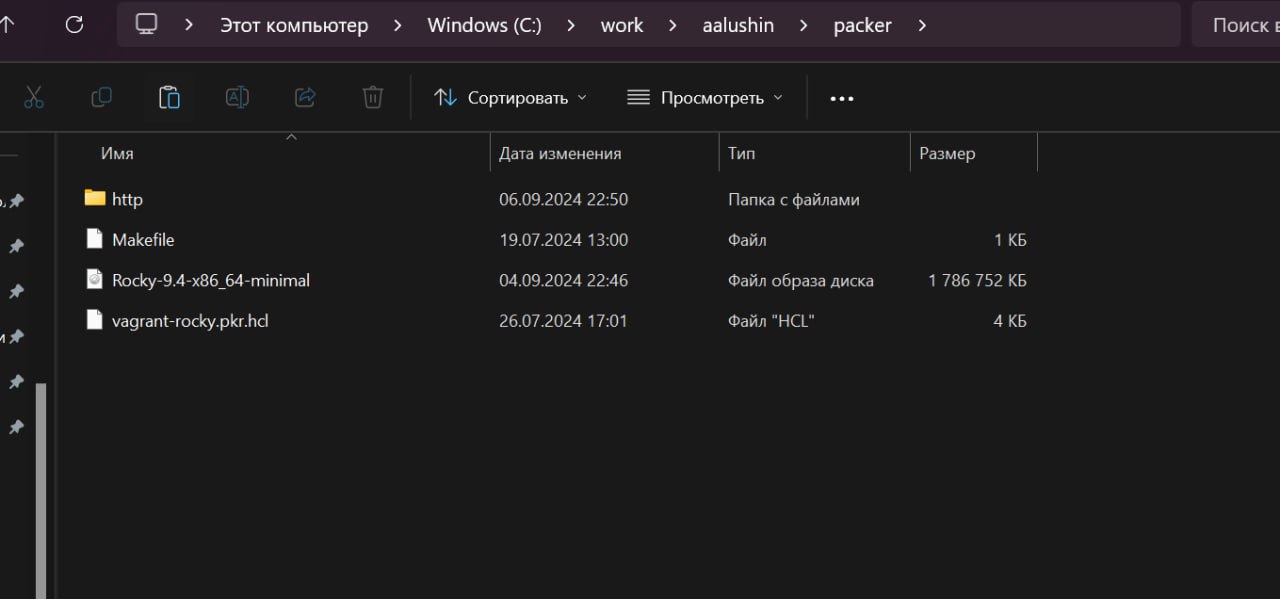 Этот компьютер > Windows (C:) > work > aalushin > packer >
Сортировать Просмотреть •••
Имя Дата изменения Тип Размер
http 06.09.2024 22:50 Папка с файлами
Makefile 19.07.2024 13:00 Файл 1 КБ
Rocky-9.4-x86_64-minimal 04.09.2024 22:46 Файл образа диска 1 786 752 КБ
vagrant-rocky.pkr.hcl 26.07.2024 17:01 Файл "HCL" 4 КБ
Поиск в